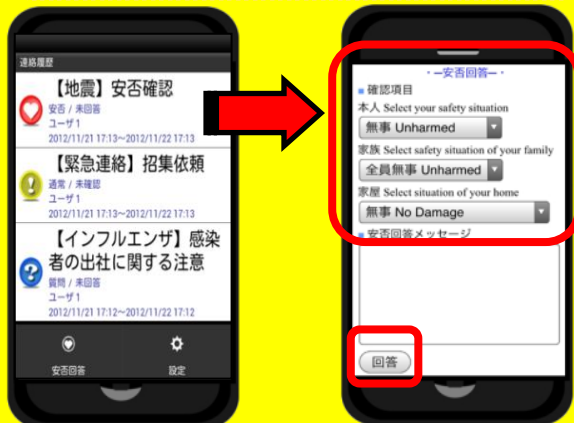 連絡履歴
【地震】安否確認
安否 / 未回答
ユーザ1
2012/11/21 17:13～2012/11/22 17:13
【緊急連絡】招集依頼
通常 / 未確認
ユーザ1
2012/11/21 17:13～2012/11/22 17:13
【インフルエンザ】感染
者の出社に関する注意
質問 / 未回答
ユーザ1
2012/11/21 17:12～2012/11/22 17:12
安否回答
設定
・－安否回答－・
■ 確認項目
本人 Select your safety situation
無事 Unharmed
家族 Select safety situation of your family
全員無事 Unharmed
家屋 Select situation of your home
無事 No Damage
■ 安否回答メッセージ
回答